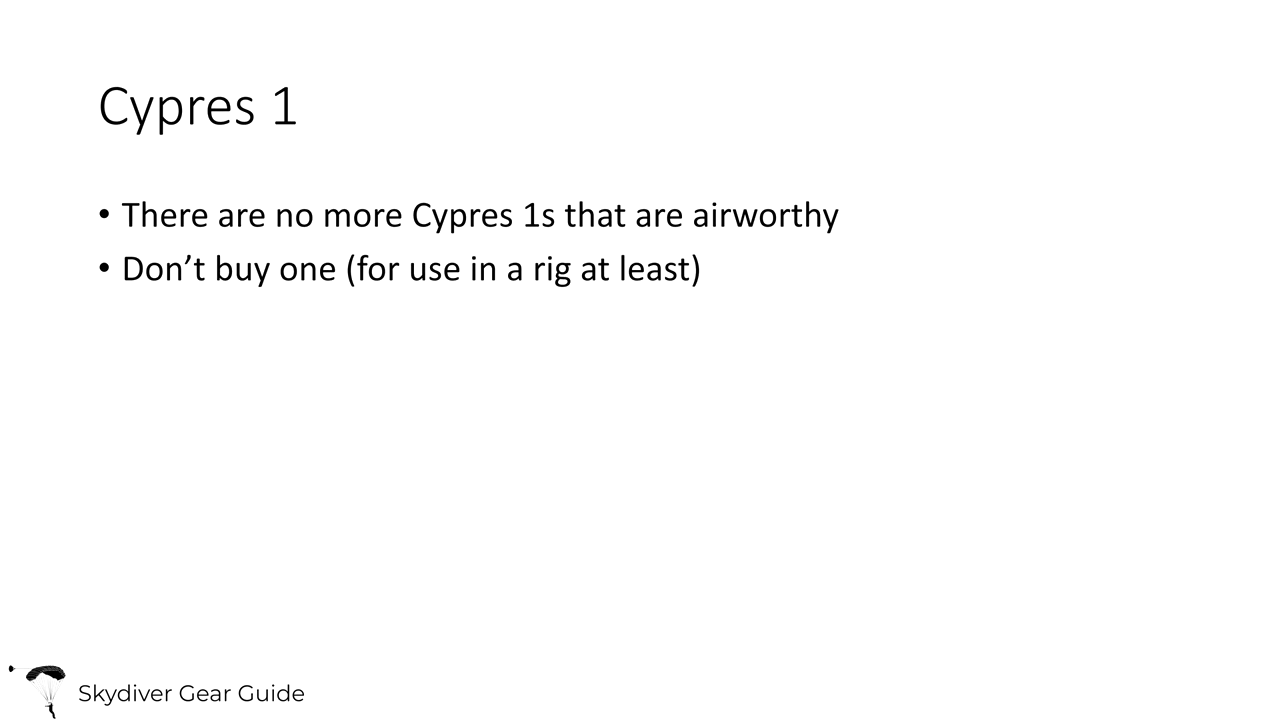 Cypres 1
• There are no more Cypres 1s that are airworthy
• Don’t buy one (for use in a rig at least)
Skydiver Gear Guide